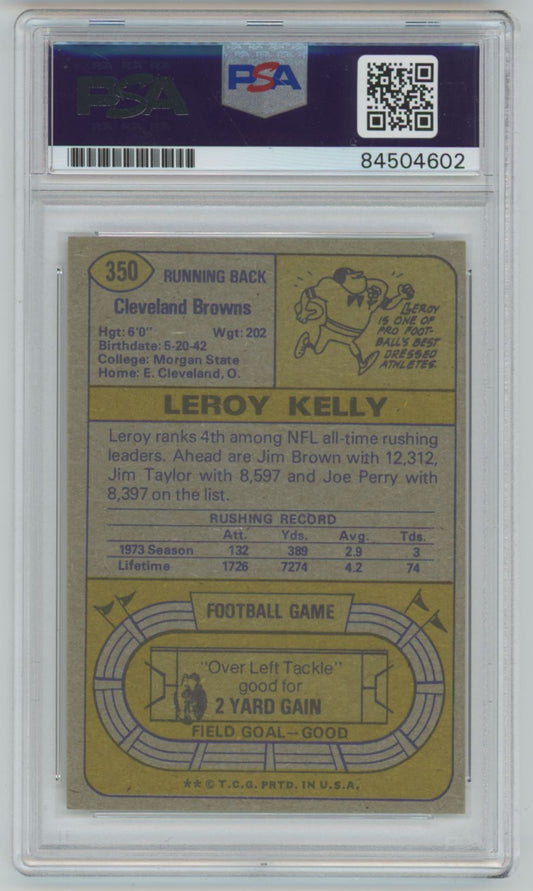 PSA
PSA
84504602
350
RUNNING BACK
Cleveland Browns
Hgt: 6'0" Wgt: 202
Birthdate: 5-20-42
College: Morgan State
Home: E. Cleveland, O.
LEROY
IS ONE OF
PRO FOOT-
BALL'S BEST
DRESSED
ATHLETES.
LEROY KELLY
Leroy ranks 4th among NFL all-time rushing
leaders. Ahead are Jim Brown with 12,312,
Jim Taylor with 8,597 and Joe Perry with
8,397 on the list.
RUSHING RECORD
Att. Yds. Avg. Tds.
1973 Season 132 389 2.9 3
Lifetime 1726 7274 4.2 74
FOOTBALL GAME
"Over Left Tackle"
good for
2 YARD GAIN
FIELD GOAL—GOOD
** © T.C.G. PRTD. IN U.S.A.